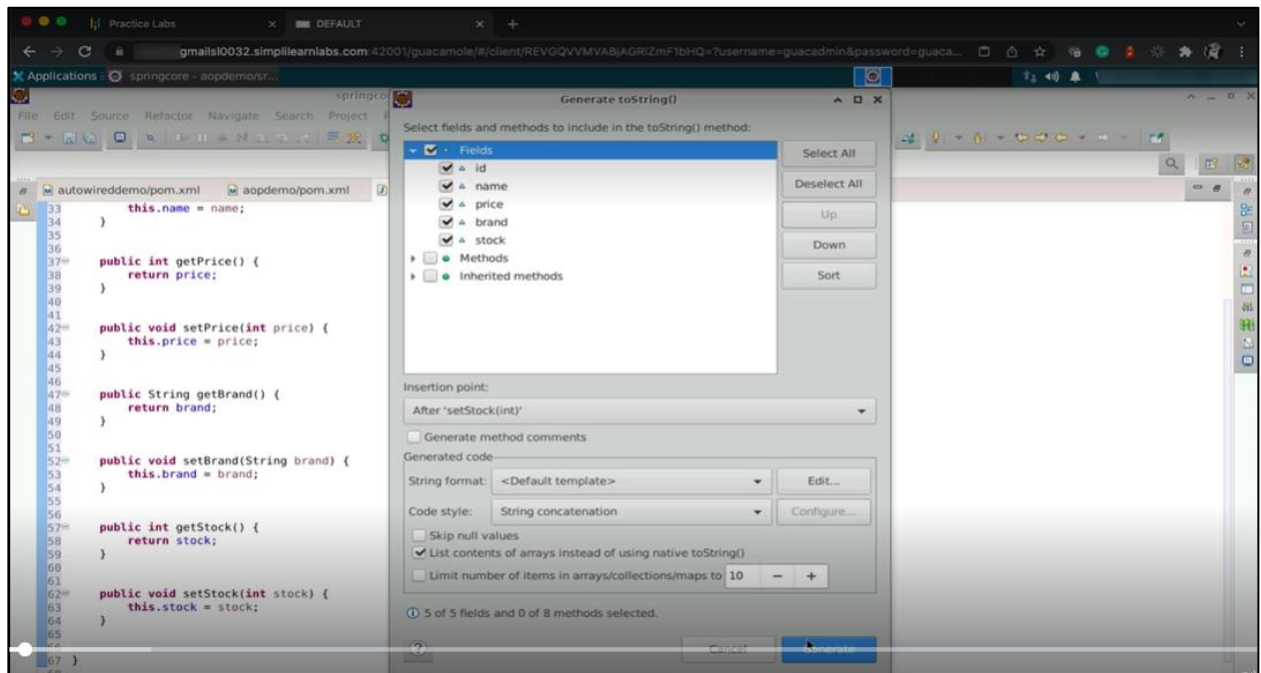 Practice Labs
DEFAULT
gmailsl0032.simplilearnlabs.com:42001/guacamole/#/client/REVGQVVMVABjAGRlZmF1bHQ=?username=guacadmin&password=guaca...
Applications springcore - aopdemo/sr...
springco
Generate toString()
File Edit Source Refactor Navigate Search Project
Select fields and methods to include in the toString() method:
Fields
id
name
price
brand
stock
Methods
Inherited methods
Select All
Deselect All
Up
Down
Sort
autowireddemo/pom.xml
aopdemo/pom.xml
33 this.name = name;
34 }
35
36
37 public int getPrice() {
38 return price;
39 }
40
41
42 public void setPrice(int price) {
43 this.price = price;
44 }
45
46
47 public String getBrand() {
48 return brand;
49 }
50
51
52 public void setBrand(String brand) {
53 this.brand = brand;
54 }
55
56
57 public int getStock() {
58 return stock;
59 }
60
61
62 public void setStock(int stock) {
63 this.stock = stock;
64 }
65
66
67 }
Insertion point:
After 'setStock(int)'
Generate method comments
Generated code
String format: <Default template> Edit...
Code style: String concatenation Configure...
Skip null values
List contents of arrays instead of using native toString()
Limit number of items in arrays/collections/maps to 10 − +
5 of 5 fields and 0 of 8 methods selected.
? Cancel Generate